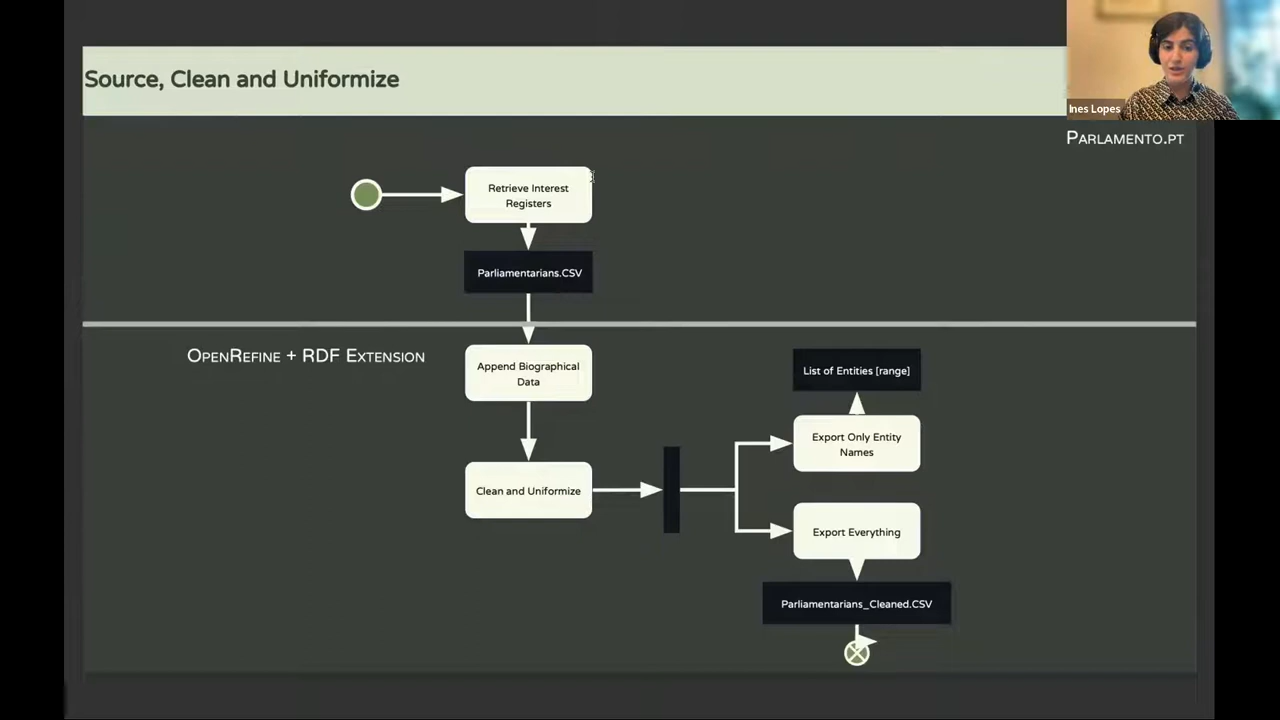 Source, Clean and Uniformize
Ines Lopes
PARLAMENTO.PT
Retrieve Interest
Registers
Parliamentarians.CSV
OPENREFINE + RDF EXTENSION
Append Biographical
Data
List of Entities [range]
Export Only Entity
Names
Clean and Uniformize
Export Everything
Parliamentarians_Cleaned.CSV